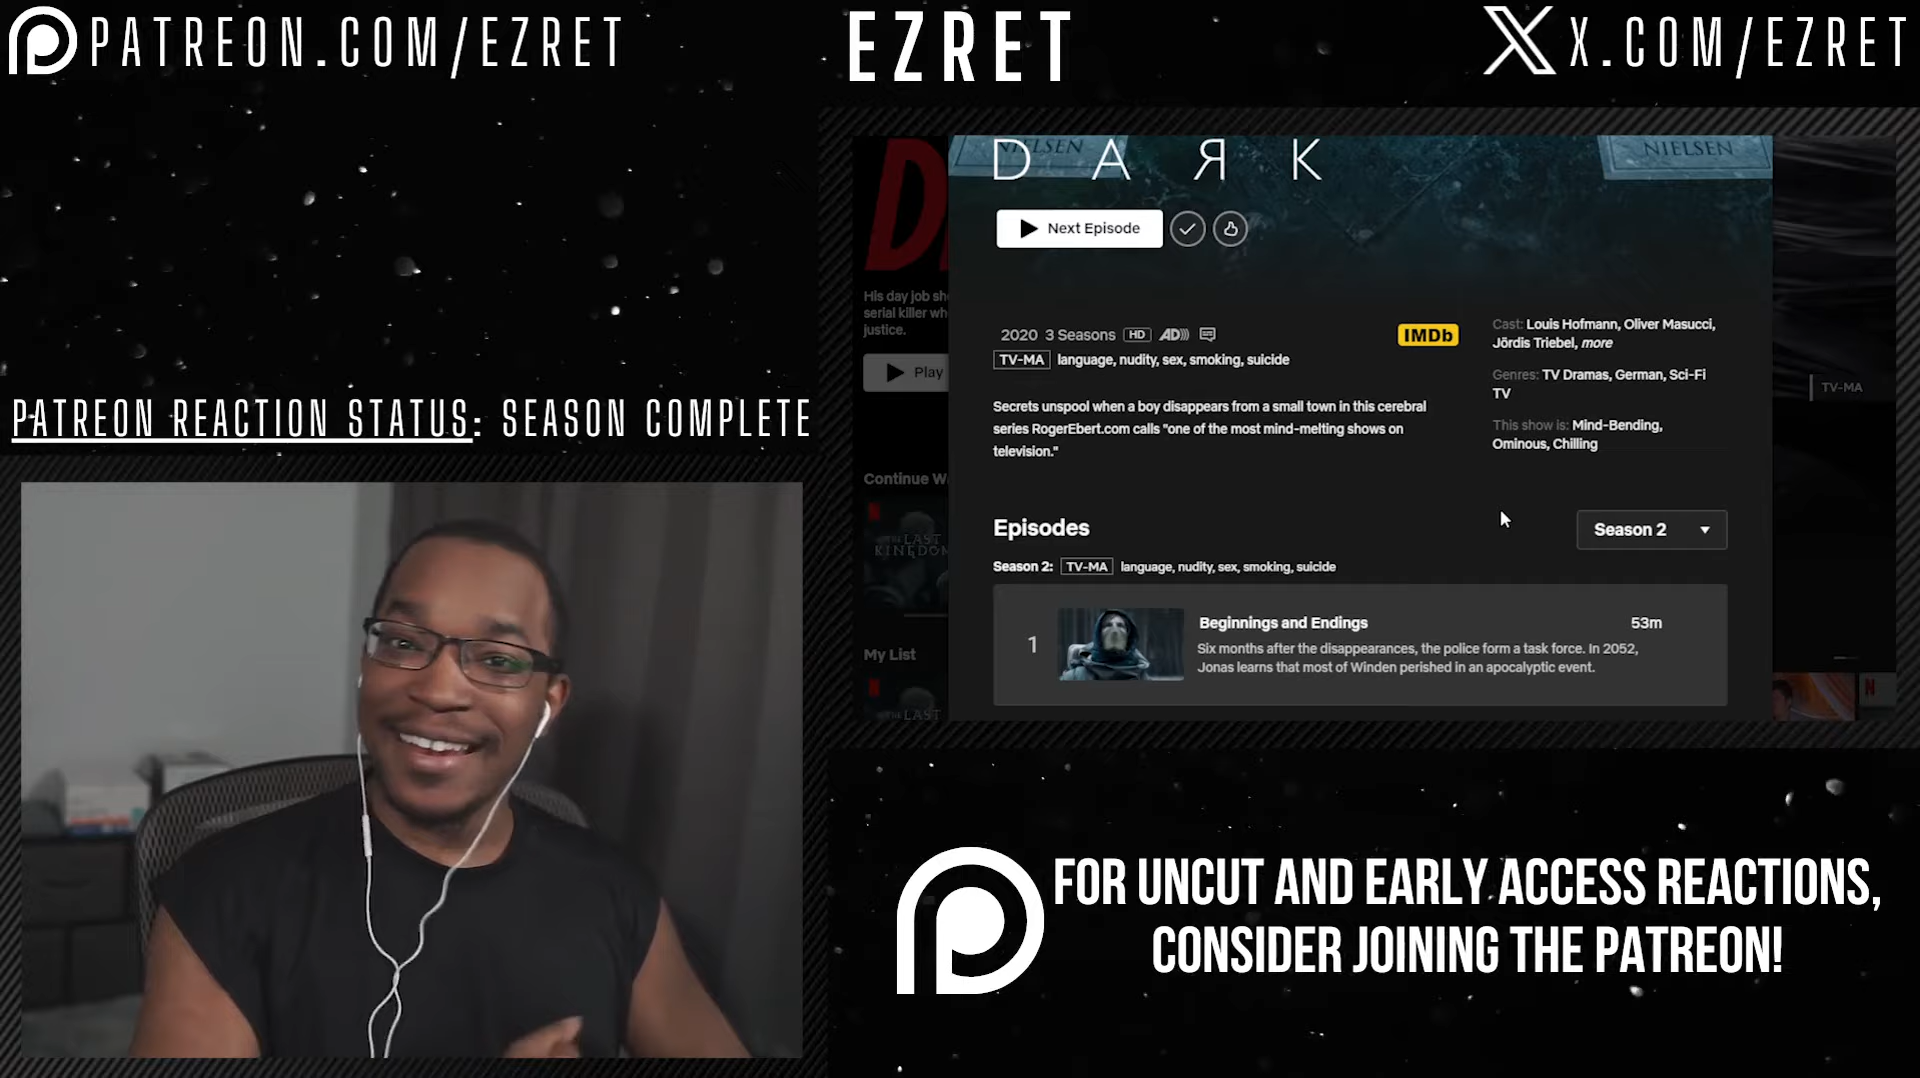 PATREON.COM/EZRET
EZRET
X.COM/EZRET
PATREON REACTION STATUS: SEASON COMPLETE
NIELSEN
NIELSEN
DARK
Next Episode
His day job sh
serial killer wh
justice.
Play
2020 3 Seasons HD AD
TV-MA language, nudity, sex, smoking, suicide
IMDb
Cast: Louis Hofmann, Oliver Masucci,
Jördis Triebel, more
Genres: TV Dramas, German, Sci-Fi
TV
This show is: Mind-Bending,
Ominous, Chilling
TV-MA
Secrets unspool when a boy disappears from a small town in this cerebral
series RogerEbert.com calls "one of the most mind-melting shows on
television."
Continue W
THE LAST
KINGDOM
My List
THE LAST
Episodes
Season 2
Season 2: TV-MA language, nudity, sex, smoking, suicide
1
Beginnings and Endings
53m
Six months after the disappearances, the police form a task force. In 2052,
Jonas learns that most of Winden perished in an apocalyptic event.
FOR UNCUT AND EARLY ACCESS REACTIONS,
CONSIDER JOINING THE PATREON!